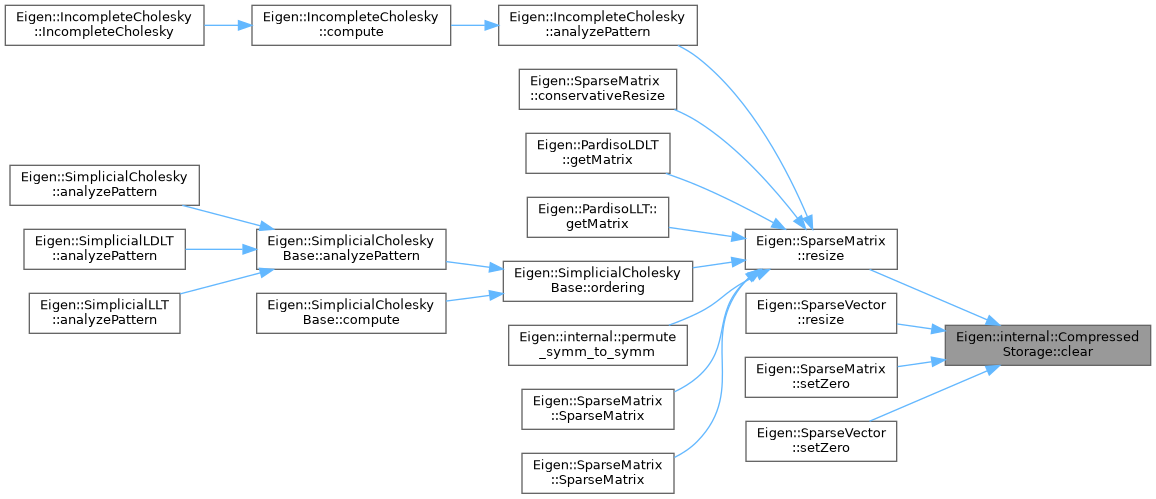 Eigen::IncompleteCholesky
::IncompleteCholesky
Eigen::IncompleteCholesky
::compute
Eigen::IncompleteCholesky
::analyzePattern
Eigen::SparseMatrix
::conservativeResize
Eigen::PardisoLDLT
::getMatrix
Eigen::SimplicialCholesky
::analyzePattern
Eigen::PardisoLLT::
getMatrix
Eigen::SimplicialLDLT
::analyzePattern
Eigen::SimplicialCholesky
Base::analyzePattern
Eigen::SparseMatrix
::resize
Eigen::SimplicialCholesky
Base::ordering
Eigen::SimplicialLLT
::analyzePattern
Eigen::SimplicialCholesky
Base::compute
Eigen::SparseVector
::resize
Eigen::internal::permute
_symm_to_symm
Eigen::internal::Compressed
Storage::clear
Eigen::SparseMatrix
::setZero
Eigen::SparseMatrix
::SparseMatrix
Eigen::SparseVector
::setZero
Eigen::SparseMatrix
::SparseMatrix